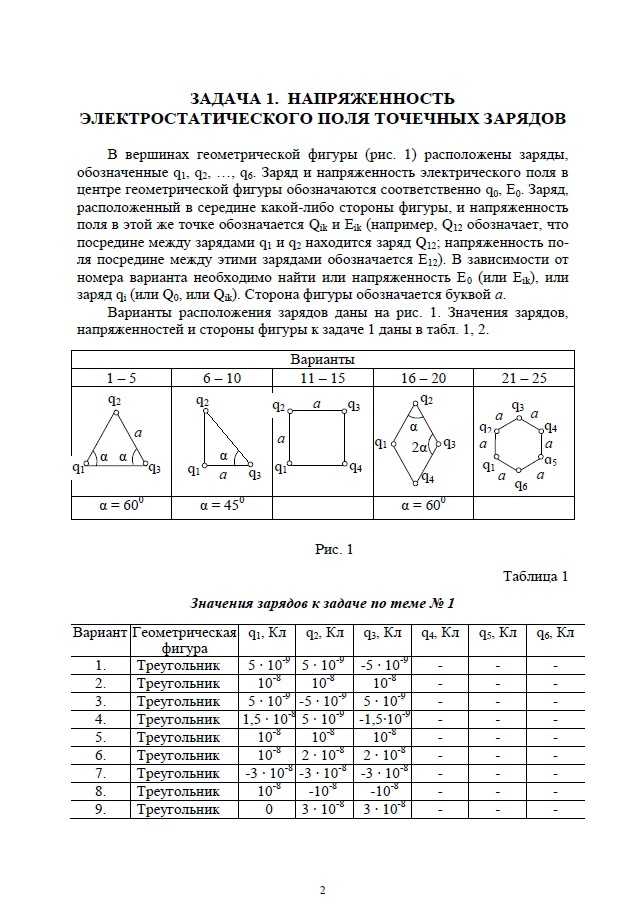 ЗАДАЧА 1. НАПРЯЖЕННОСТЬ
ЭЛЕКТРОСТАТИЧЕСКОГО ПОЛЯ ТОЧЕЧНЫХ ЗАРЯДОВ
В вершинах геометрической фигуры (рис. 1) расположены заряды,
обозначенные q₁, q₂, …, q₆. Заряд и напряженность электрического поля в
центре геометрической фигуры обозначаются соответственно q₀, E₀. Заряд,
расположенный в середине какой-либо стороны фигуры, и напряженность
поля в этой же точке обозначается Qᵢₖ и Eᵢₖ (например, Q₁₂ обозначает, что
посредине между зарядами q₁ и q₂ находится заряд Q₁₂; напряженность по-
ля посредине между этими зарядами обозначается E₁₂). В зависимости от
номера варианта необходимо найти или напряженность E₀ (или Eᵢₖ), или
заряд qᵢ (или Q₀, или Qᵢₖ). Сторона фигуры обозначается буквой a.
Варианты расположения зарядов даны на рис. 1. Значения зарядов,
напряженностей и стороны фигуры к задаче 1 даны в табл. 1, 2.
Варианты
1 – 5 6 – 10 11 – 15 16 – 20 21 – 25
q₂ a α α q₁ q₃
q₂ α q₁ a q₃
q₂ a q₃ a q₁ q₄
q₂ α q₁ 2α q₃ q₄
q₃ a a q₂ q₄ a a q₁ q₅ a a q₆
α = 60⁰ α = 45⁰ α = 60⁰
Рис. 1
Таблица 1
Значения зарядов к задаче по теме № 1
Вариант Геометрическая фигура q₁, Кл q₂, Кл q₃, Кл q₄, Кл q₅, Кл q₆, Кл
1. Треугольник 5 · 10⁻⁹ 5 · 10⁻⁹ -5 · 10⁻⁹ - - -
2. Треугольник 10⁻⁸ 10⁻⁸ 10⁻⁸ - - -
3. Треугольник 5 · 10⁻⁹ -5 · 10⁻⁹ 5 · 10⁻⁹ - - -
4. Треугольник 1,5 · 10⁻⁸ 5 · 10⁻⁹ -1,5·10⁻⁹ - - -
5. Треугольник 10⁻⁸ 10⁻⁸ 10⁻⁸ - - -
6. Треугольник 10⁻⁸ 2 · 10⁻⁸ 2 · 10⁻⁸ - - -
7. Треугольник -3 · 10⁻⁸ -3 · 10⁻⁸ -3 · 10⁻⁸ - - -
8. Треугольник 10⁻⁸ -10⁻⁸ -10⁻⁸ - - -
9. Треугольник 0 3 · 10⁻⁸ 3 · 10⁻⁸ - - -
2